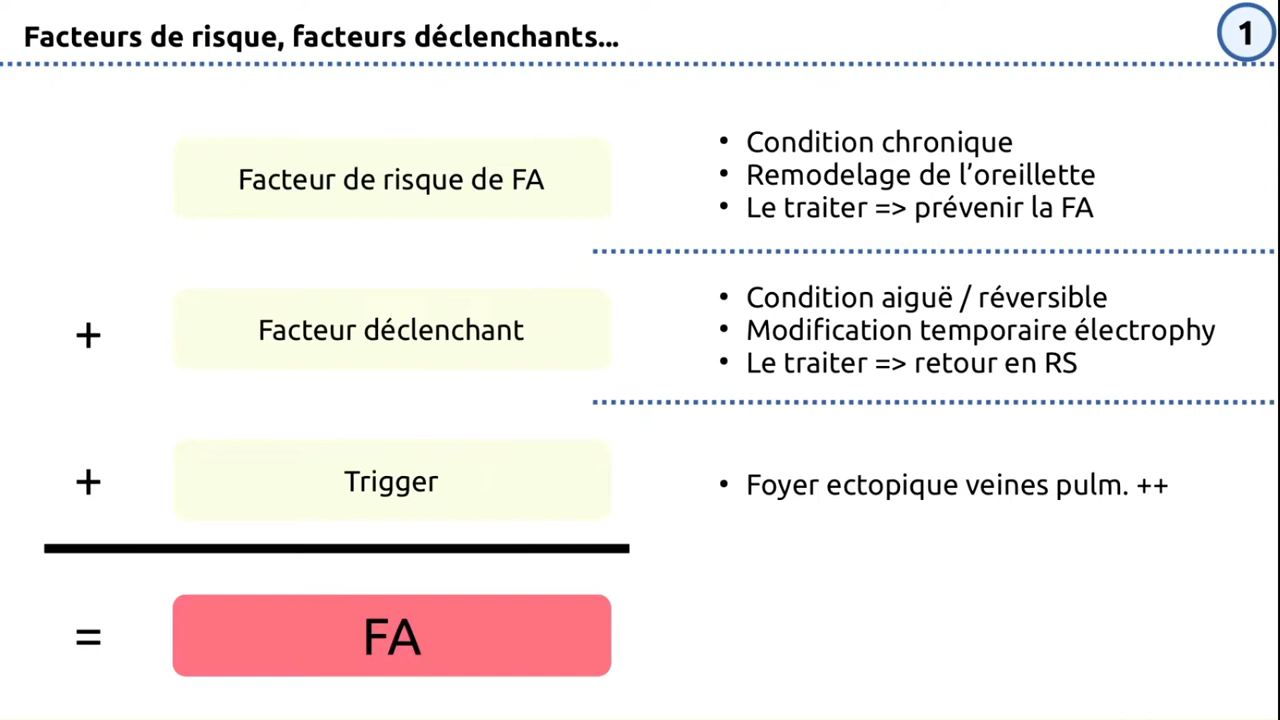 Facteurs de risque, facteurs déclenchants...
1
Facteur de risque de FA
• Condition chronique
• Remodelage de l’oreillette
• Le traiter => prévenir la FA
+
Facteur déclenchant
• Condition aiguë / réversible
• Modification temporaire électrophy
• Le traiter => retour en RS
+
Trigger
• Foyer ectopique veines pulm. ++
=
FA